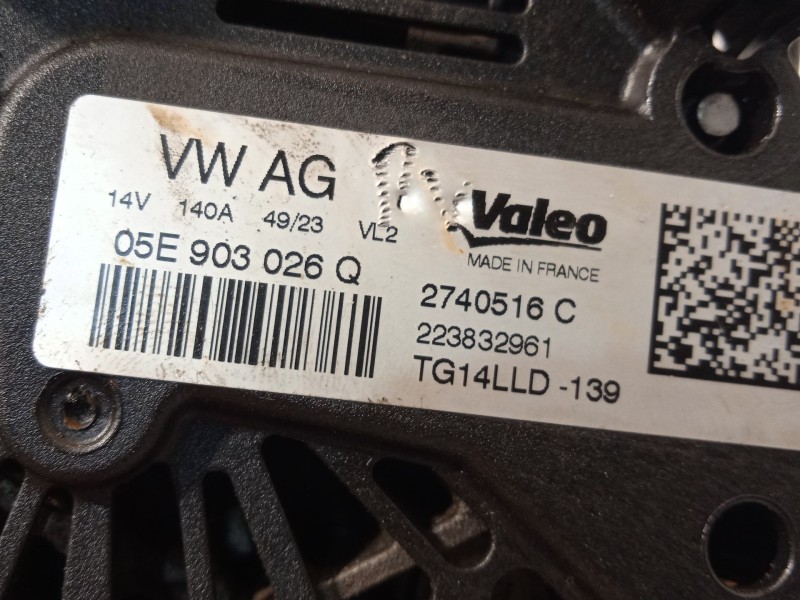 VW AG
14V 140A 49/23 VL2
05E 903 026 Q
Valeo
MADE IN FRANCE
2740516 C
223832961
TG14LLD -139